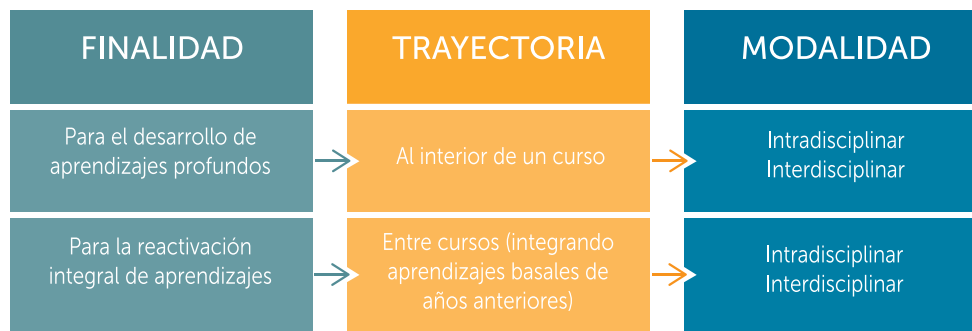 FINALIDAD
TRAYECTORIA
MODALIDAD
Para el desarrollo de
aprendizajes profundos
Al interior de un curso
Intradisciplinar
Interdisciplinar
Para la reactivación
integral de aprendizajes
Entre cursos (integrando
aprendizajes basales de
años anteriores)
Intradisciplinar
Interdisciplinar